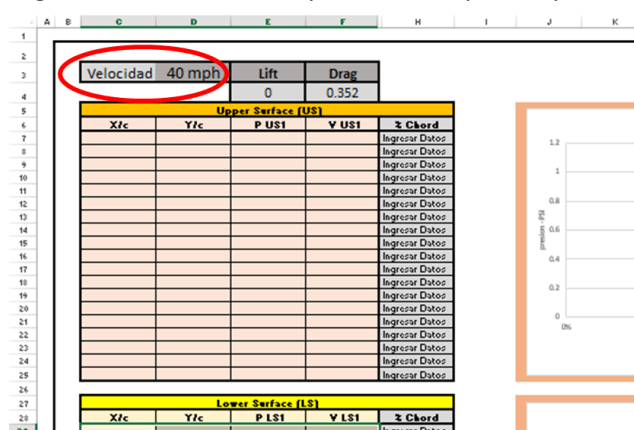 A B C D E F H I J K
1
2
3 Velocidad 40 mph Lift Drag
4 0 0.352
5 Upper Surface (US)
6 X/c Y/c P US1 V US1 % Chord
7 Ingresar Datos
8 Ingresar Datos
9 Ingresar Datos
10 Ingresar Datos
11 Ingresar Datos
12 Ingresar Datos
13 Ingresar Datos
14 Ingresar Datos
15 Ingresar Datos
16 Ingresar Datos
17 Ingresar Datos
18 Ingresar Datos
19 Ingresar Datos
20 Ingresar Datos
21 Ingresar Datos
22 Ingresar Datos
23 Ingresar Datos
24 Ingresar Datos
25 Ingresar Datos
26
27 Lower Surface (LS)
28 X/c Y/c P LS1 V LS1 % Chord
Ingresar Datos
1.2
1
0.8
0.6
0.4
0.2
0
0%
presion - PSI